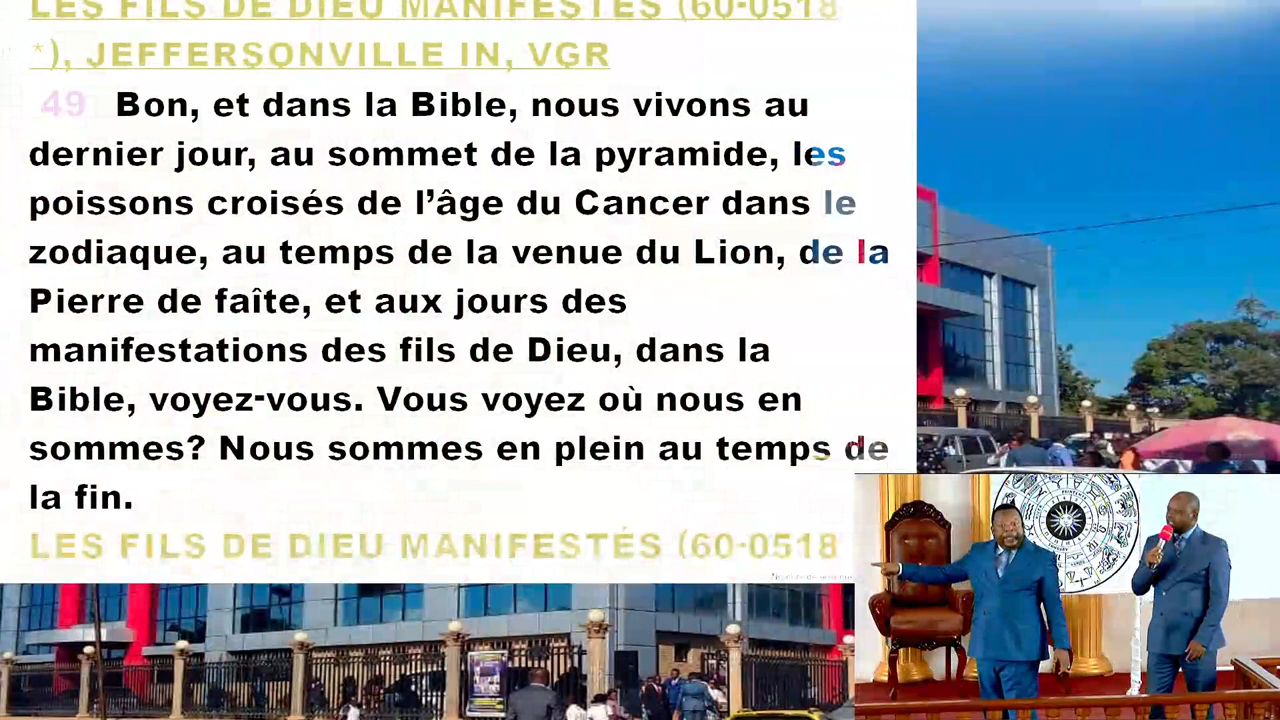 LES FILS DE DIEU MANIFESTÉS (60-0518
*), JEFFERSONVILLE IN, VGR
49 Bon, et dans la Bible, nous vivons au
dernier jour, au sommet de la pyramide, les
poissons croisés de l’âge du Cancer dans le
zodiaque, au temps de la venue du Lion, de la
Pierre de faîte, et aux jours des
manifestations des fils de Dieu, dans la
Bible, voyez-vous. Vous voyez où nous en
sommes? Nous sommes en plein au temps de
la fin.
LES FILS DE DIEU MANIFESTÉS (60-0518